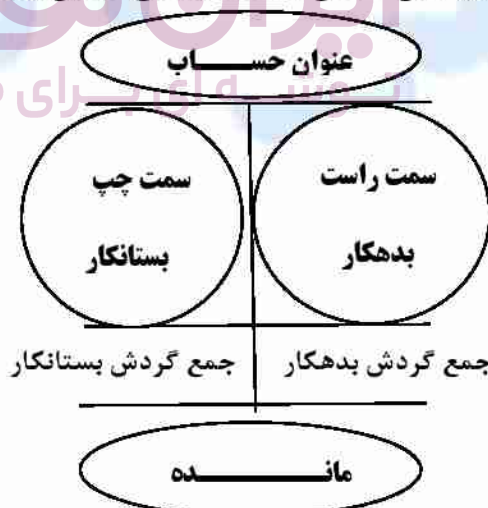 عنوان حساب
سمت راست
بدهکار
سمت چپ
بستانکار
جمع گردش بدهکار
جمع گردش بستانکار
مانده